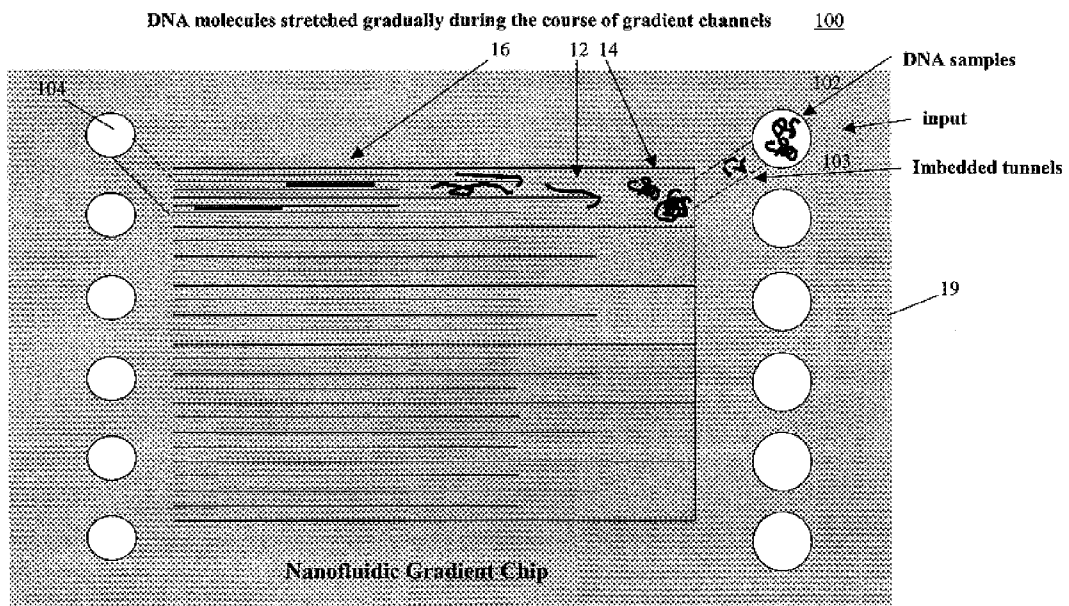 DNA molecules stretched gradually during the course of gradient channels 100
16 12 14
DNA samples
104
102
input
103
Imbedded tunnels
19
Nanofluidic Gradient Chip